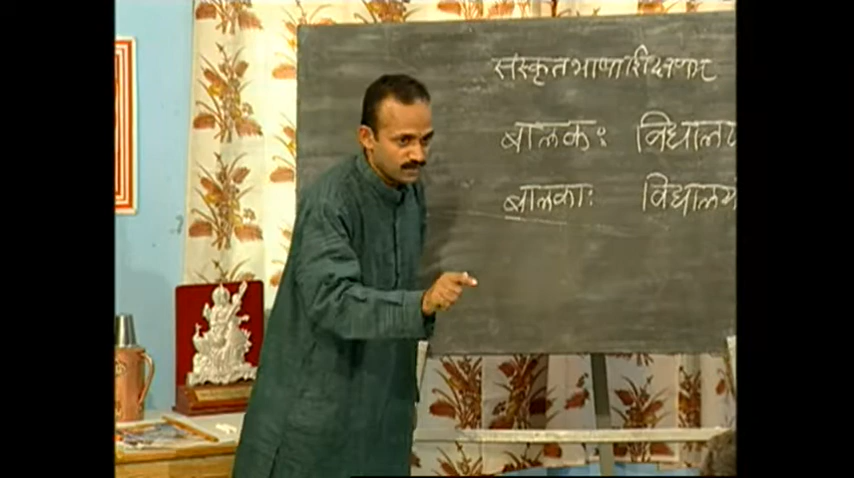 संस्कृतभाषाशिक्षणम्
बालकः विद्यालय
बालकाः विद्यालयं